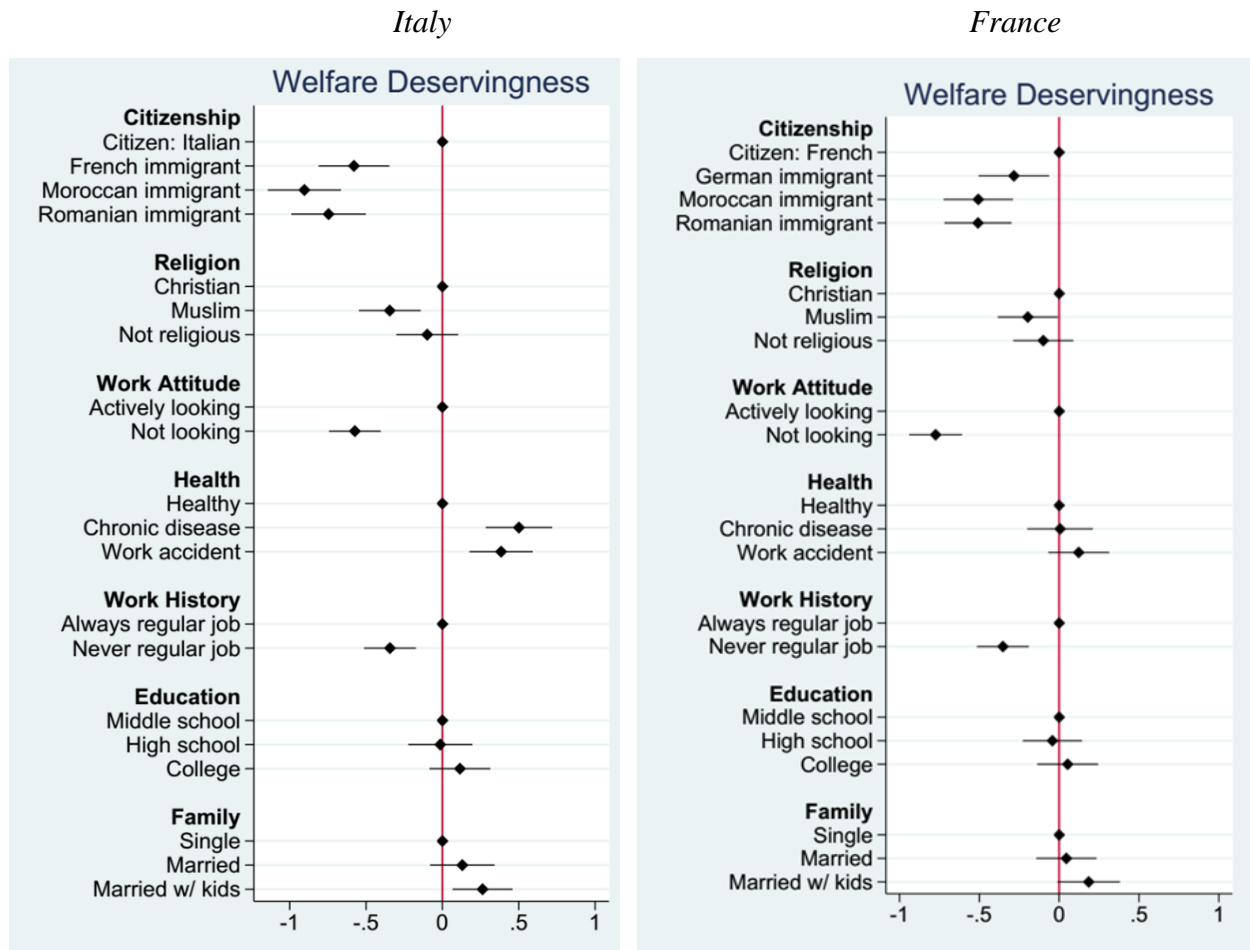 Italy
Welfare Deservingness
Citizenship
Citizen: Italian
French immigrant
Moroccan immigrant
Romanian immigrant
Religion
Christian
Muslim
Not religious
Work Attitude
Actively looking
Not looking
Health
Healthy
Chronic disease
Work accident
Work History
Always regular job
Never regular job
Education
Middle school
High school
College
Family
Single
Married
Married w/ kids
-1 -.5 0 .5 1
France
Welfare Deservingness
Citizenship
Citizen: French
German immigrant
Moroccan immigrant
Romanian immigrant
Religion
Christian
Muslim
Not religious
Work Attitude
Actively looking
Not looking
Health
Healthy
Chronic disease
Work accident
Work History
Always regular job
Never regular job
Education
Middle school
High school
College
Family
Single
Married
Married w/ kids
-1 -.5 0 .5 1